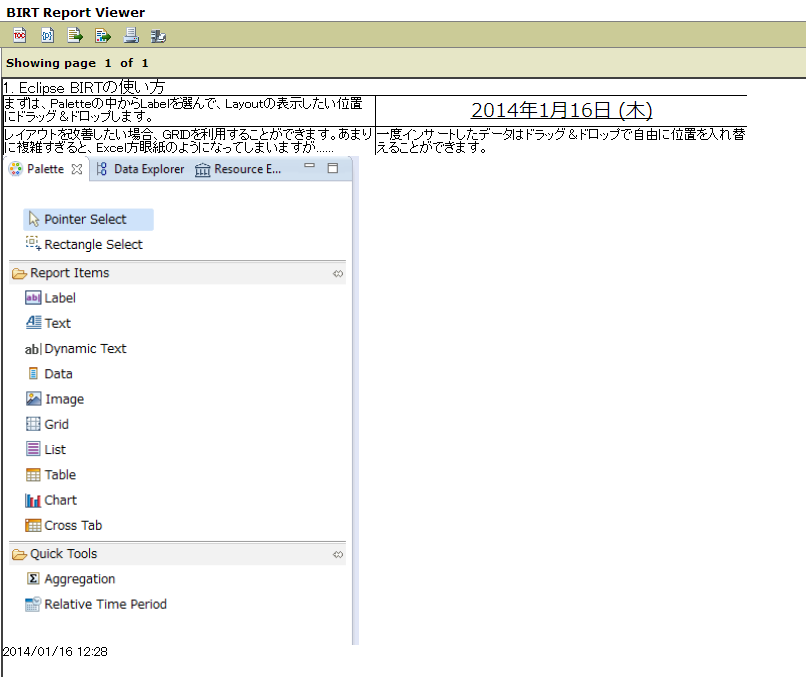 BIRT Report Viewer
Showing page 1 of 1
1. Eclipse BIRTの使い方
まずは、Paletteの中からLabelを選んで、Layoutの表示したい位置
にドラッグ＆ドロップします。
2014年1月16日 (木)
レイアウトを改善したい場合、GRIDを利用することができます。あまり
に複雑すぎると、Excel方眼紙のようになってしまいますが……
一度インサートしたデータはドラッグ＆ドロップで自由に位置を入れ替
えることができます。
Palette Data Explorer Resource E...
Pointer Select
Rectangle Select
Report Items
ab| Label
Text
ab| Dynamic Text
Data
Image
Grid
List
Table
Chart
Cross Tab
Quick Tools
Σ Aggregation
Relative Time Period
2014/01/16 12:28